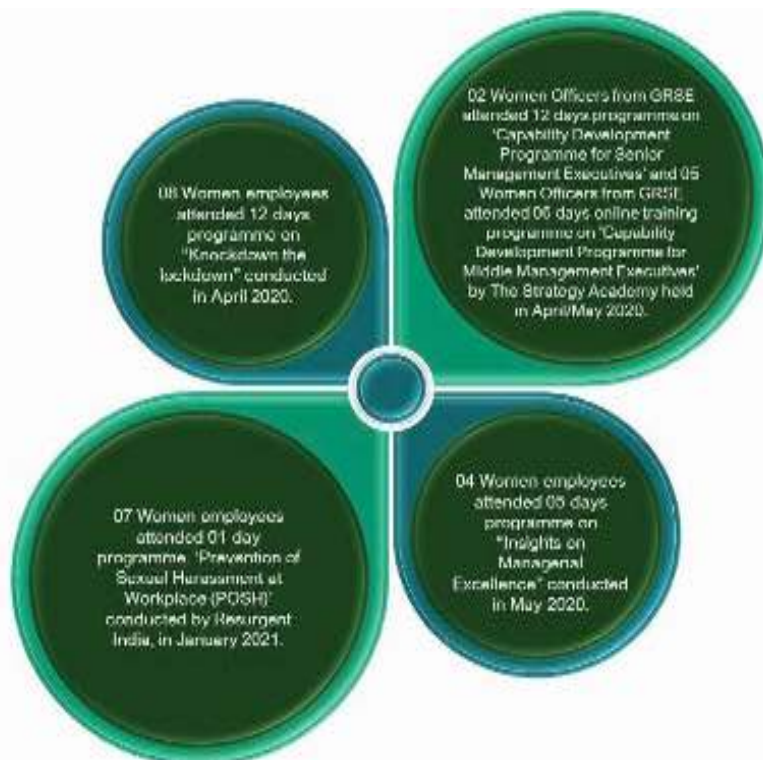 08 Women employees
attended 12 days
programme on
"Knockdown the
lockdown" conducted
in April 2020.
02 Women Officers from GRSE
attended 12 days programme on
'Capability Development
Programme for Senior
Management Executives' and 05
Women Officers from GRSE
attended 06 days online training
programme on 'Capability
Development Programme for
Middle Management Executives'
by The Strategy Academy held
in April/May 2020.
07 Women employees
attended 01 day
programme 'Prevention of
Sexual Harassment at
Workplace (POSH)'
conducted by Resurgent
India, in January 2021.
04 Women employees
attended 05 days
programme on
"Insights on
Managerial
Excellence" conducted
in May 2020.